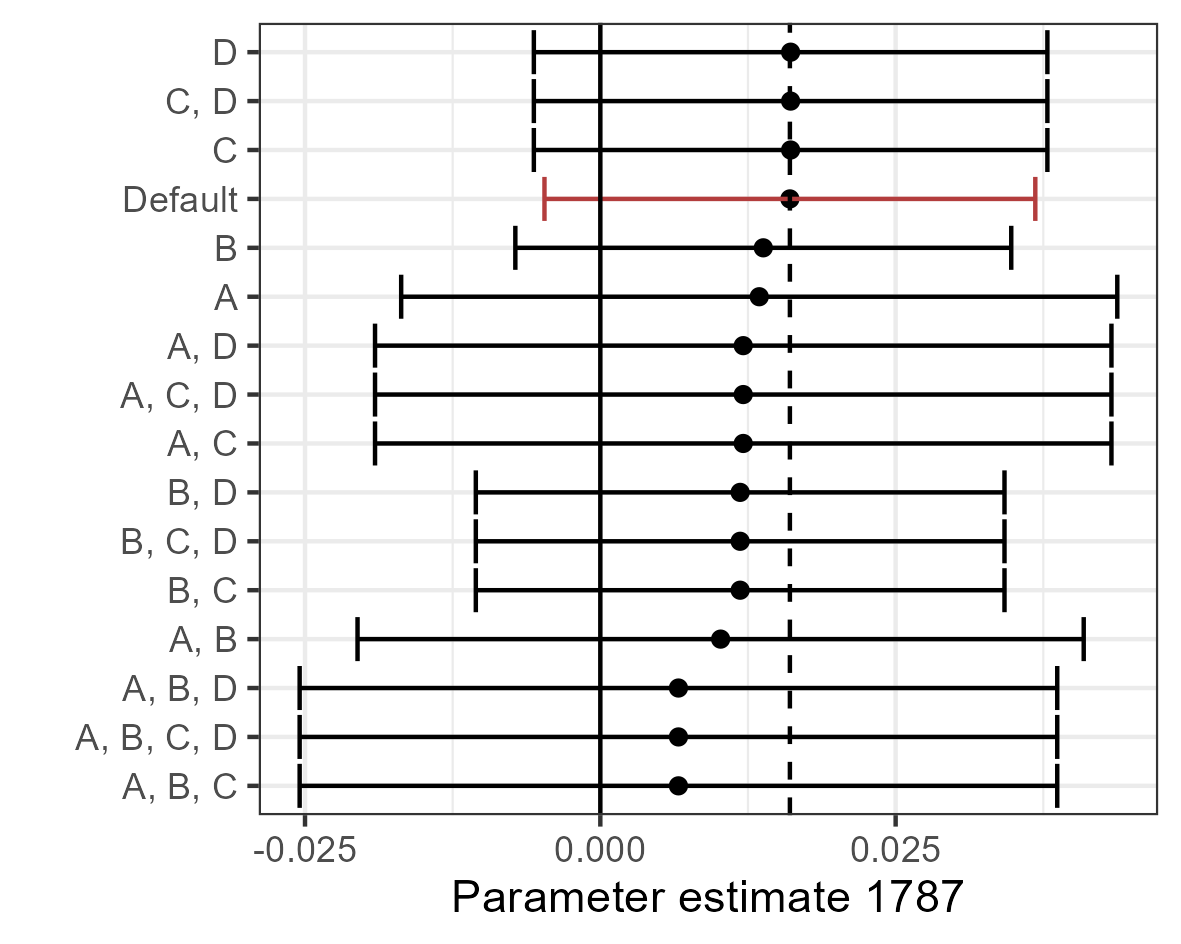 D
C, D
C
Default
B
A
A, D
A, C, D
A, C
B, D
B, C, D
B, C
A, B
A, B, D
A, B, C, D
A, B, C
-0.025 0.000 0.025
Parameter estimate 1787